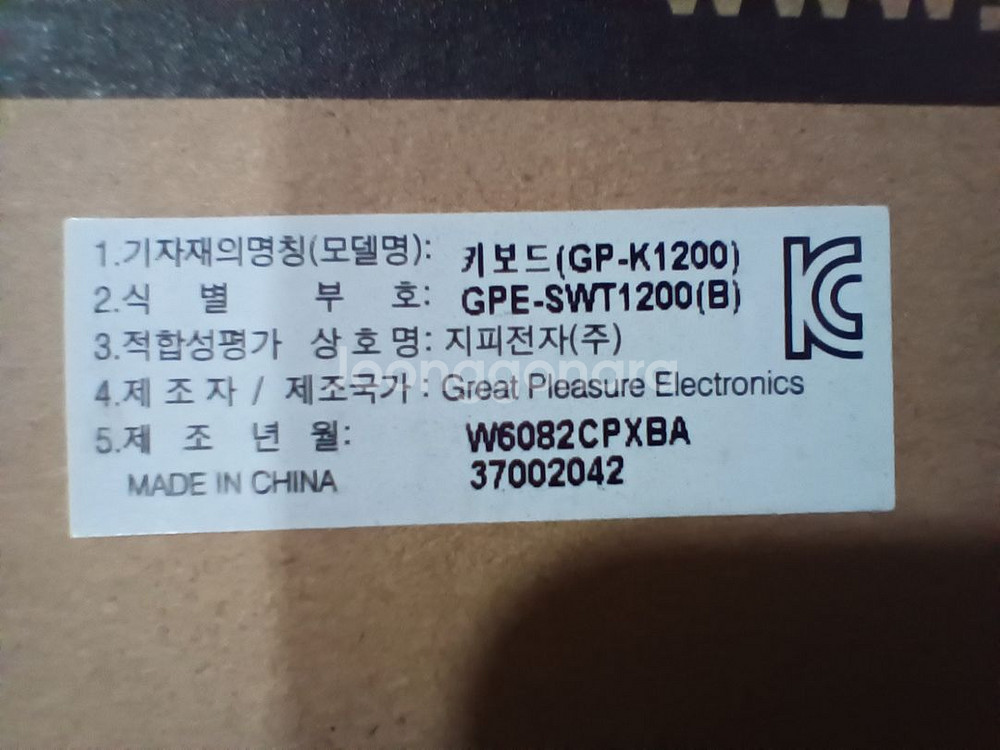 WWW.
1.기자재의명칭(모델명): 키보드(GP-K1200)
2.식 별 부 호: GPE-SWT1200(B)
3.적합성평가 상호명: 지피전자(주)
4.제 조 자 / 제조국가 : Great Pleasure Electronics
5.제 조 년 월: W6082CPXBA
MADE IN CHINA 37002042
KC
joonggonara